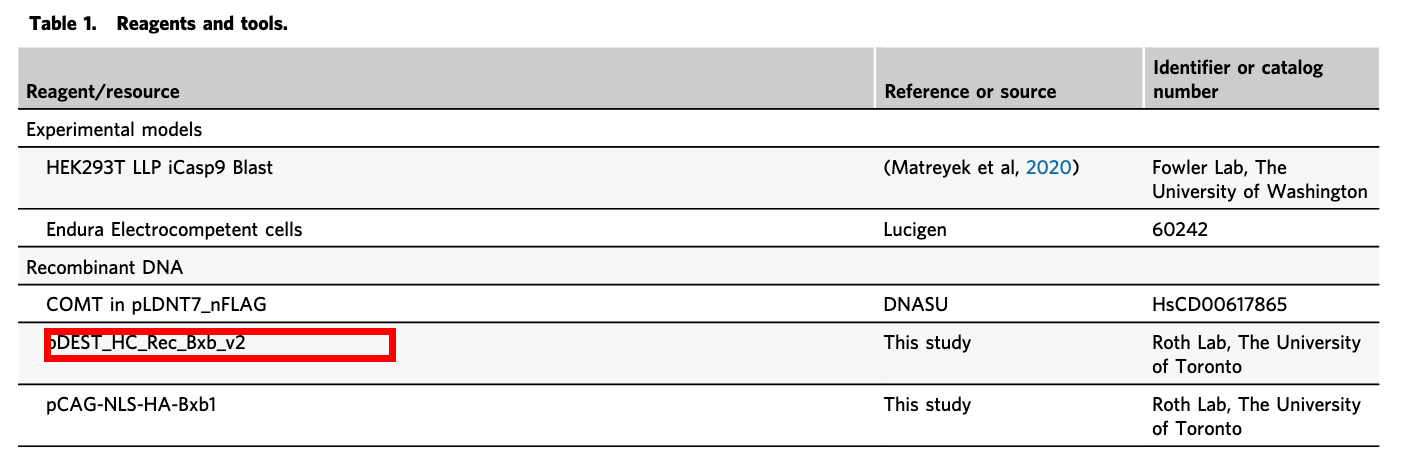 Table 1. Reagents and tools.
Reagent/resource Reference or source Identifier or catalog number
Experimental models
HEK293T LLP iCasp9 Blast (Matreyek et al, 2020) Fowler Lab, The
University of Washington
Endura Electrocompetent cells Lucigen 60242
Recombinant DNA
COMT in pLDNT7_nFLAG DNASU HsCD00617865
pDEST_HC_Rec_Bxb_v2 This study Roth Lab, The University
of Toronto
pCAG-NLS-HA-Bxb1 This study Roth Lab, The University
of Toronto